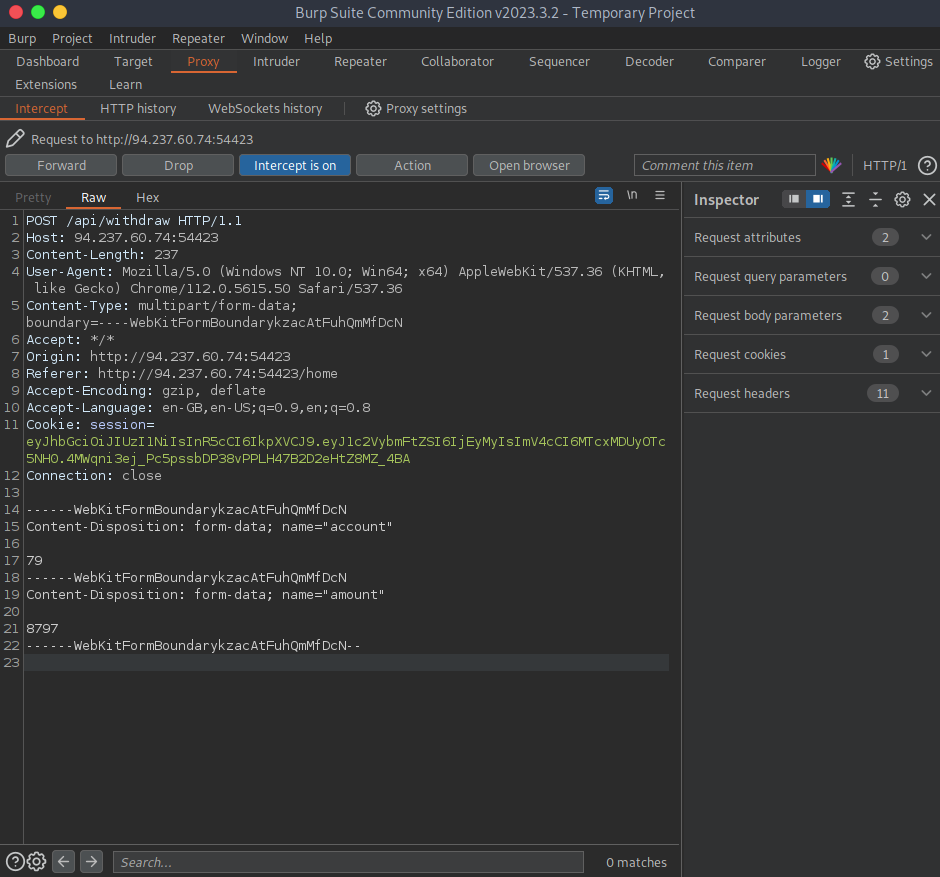 Burp Suite Community Edition v2023.3.2 - Temporary Project
Burp Project Intruder Repeater Window Help
Dashboard Target Proxy Intruder Repeater Collaborator Sequencer Decoder Comparer Logger Settings
Extensions Learn
Intercept HTTP history WebSockets history Proxy settings
Request to http://94.237.60.74:54423
Forward Drop Intercept is on Action Open browser Comment this item HTTP/1 ?
Pretty Raw Hex \n
1 POST /api/withdraw HTTP/1.1
2 Host: 94.237.60.74:54423
3 Content-Length: 237
4 User-Agent: Mozilla/5.0 (Windows NT 10.0; Win64; x64) AppleWebKit/537.36 (KHTML,
like Gecko) Chrome/112.0.5615.50 Safari/537.36
5 Content-Type: multipart/form-data;
boundary=----WebKitFormBoundarykzacAtFuhQmMfDcN
6 Accept: */*
7 Origin: http://94.237.60.74:54423
8 Referer: http://94.237.60.74:54423/home
9 Accept-Encoding: gzip, deflate
10 Accept-Language: en-GB,en-US;q=0.9,en;q=0.8
11 Cookie: session=
eyJhbGciOiJIUzI1NiIsInR5cCI6IkpXVCJ9.eyJ1c2VybmFtZSI6IjEyMyIsImV4cCI6MTcxMDUyOTc
5NH0.4MWqni3ej_Pc5pssbDP38vPPLH47B2D2eHtZ8MZ_4BA
12 Connection: close
13
14 ------WebKitFormBoundarykzacAtFuhQmMfDcN
15 Content-Disposition: form-data; name="account"
16
17 79
18 ------WebKitFormBoundarykzacAtFuhQmMfDcN
19 Content-Disposition: form-data; name="amount"
20
21 8797
22 ------WebKitFormBoundarykzacAtFuhQmMfDcN--
23
Inspector
Request attributes 2
Request query parameters 0
Request body parameters 2
Request cookies 1
Request headers 11
? Search... 0 matches